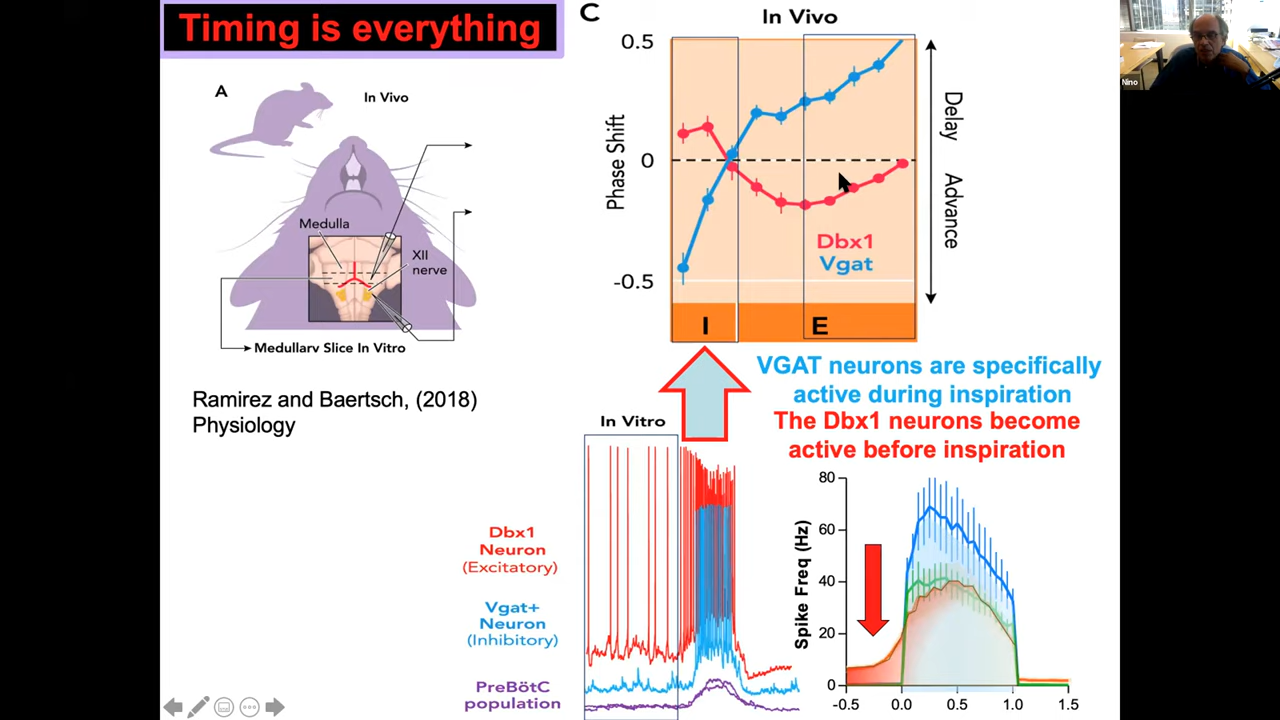 Timing is everything
A
In Vivo
Medulla
XII
nerve
Medullary Slice In Vitro
Ramirez and Baertsch, (2018)
Physiology
C
In Vivo
Phase Shift
0.5
0
-0.5
Delay
Advance
Dbx1
Vgat
I
E
VGAT neurons are specifically
active during inspiration
The Dbx1 neurons become
active before inspiration
In Vitro
Dbx1
Neuron
(Excitatory)
Vgat+
Neuron
(Inhibitory)
PreBötC
population
Spike Freq (Hz)
80
60
40
20
0
-0.5
0.0
0.5
1.0
1.5
Nino